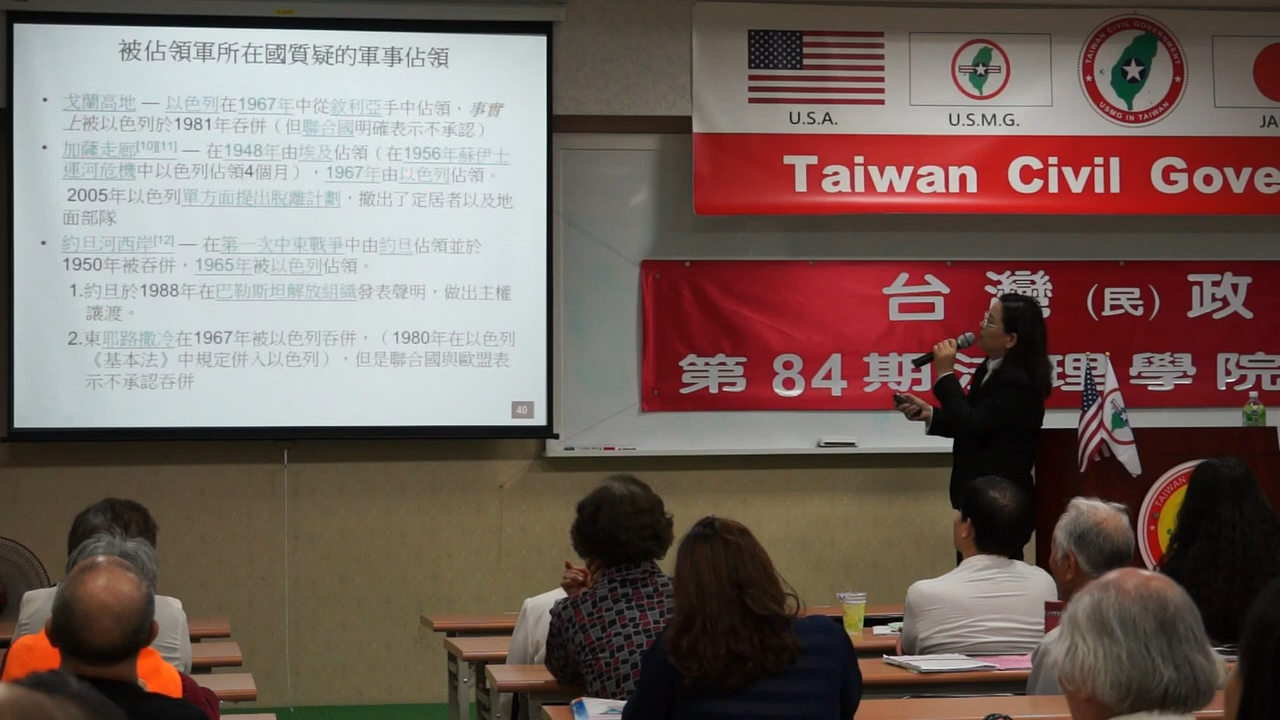 被佔領軍所在國質疑的軍事佔領
• 戈蘭高地 — 以色列在1967年中從敘利亞手中佔領，事實
上被以色列於1981年吞併（但聯合國明確表示不承認）
• 加薩走廊[10][11] — 在1948年由埃及佔領（在1956年蘇伊士
運河危機中以色列佔領4個月），1967年由以色列佔領。
2005年以色列單方面提出脫離計劃，撤出了定居者以及地
面部隊
• 約旦河西岸[12] — 在第一次中東戰爭中由約旦佔領並於
1950年被吞併，1965年被以色列佔領。
1.約旦於1988年在巴勒斯坦解放組織發表聲明，做出主權
讓渡。
2.東耶路撒冷在1967年被以色列吞併，（1980年在以色列
《基本法》中規定併入以色列），但是聯合國與歐盟表
示不承認吞併
40
U.S.A.
U.S.M.G.
TAIWAN CIVIL GOVERNMENT
USMG IN TAIWAN
JA
Taiwan Civil Gove
台灣（民）政
第84期法理學院
TAIWAN